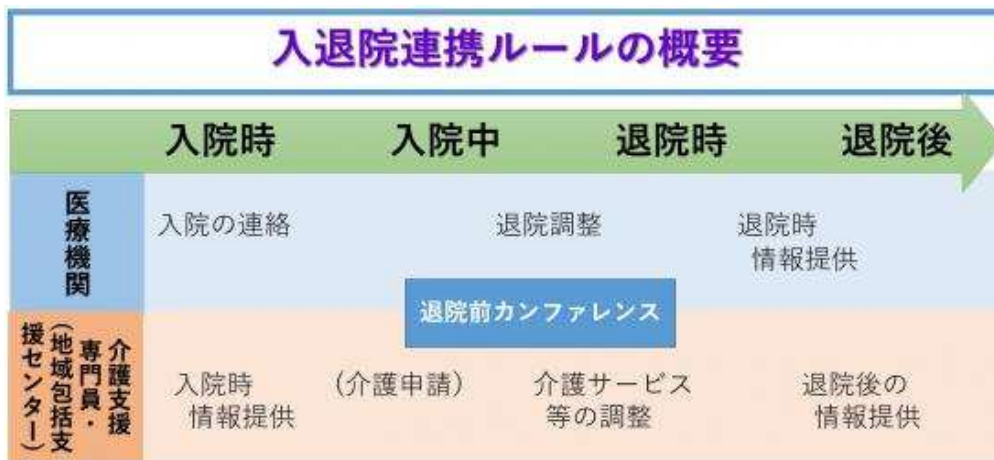 入退院連携ルールの概要
入院時 入院中 退院時 退院後
医療機関
入院の連絡
退院調整
退院時
情報提供
退院前カンファレンス
介護支援
専門員・
(地域包括支
援センター)
入院時
情報提供
(介護申請)
介護サービス
等の調整
退院後の
情報提供